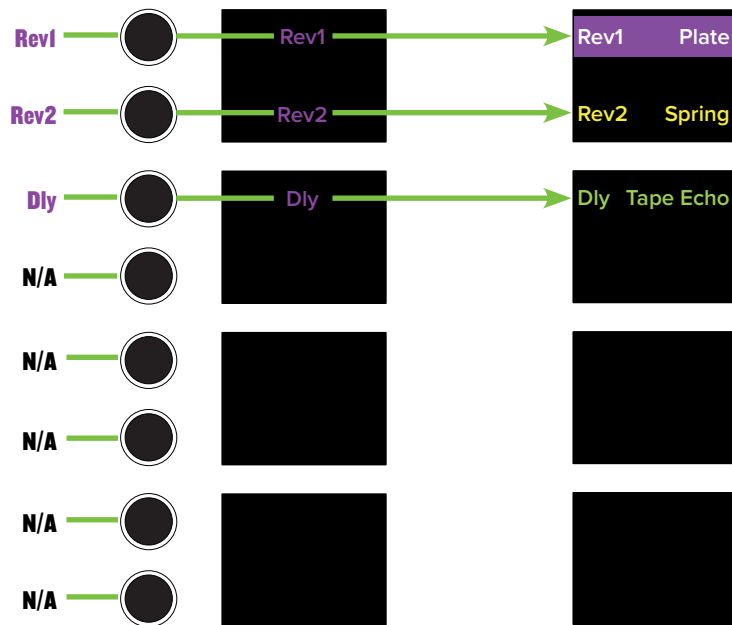 Rev1 Rev1 Rev1 Plate
Rev2 Rev2 Rev2 Spring
Dly Dly Dly Tape Echo
N/A
N/A
N/A
N/A
N/A